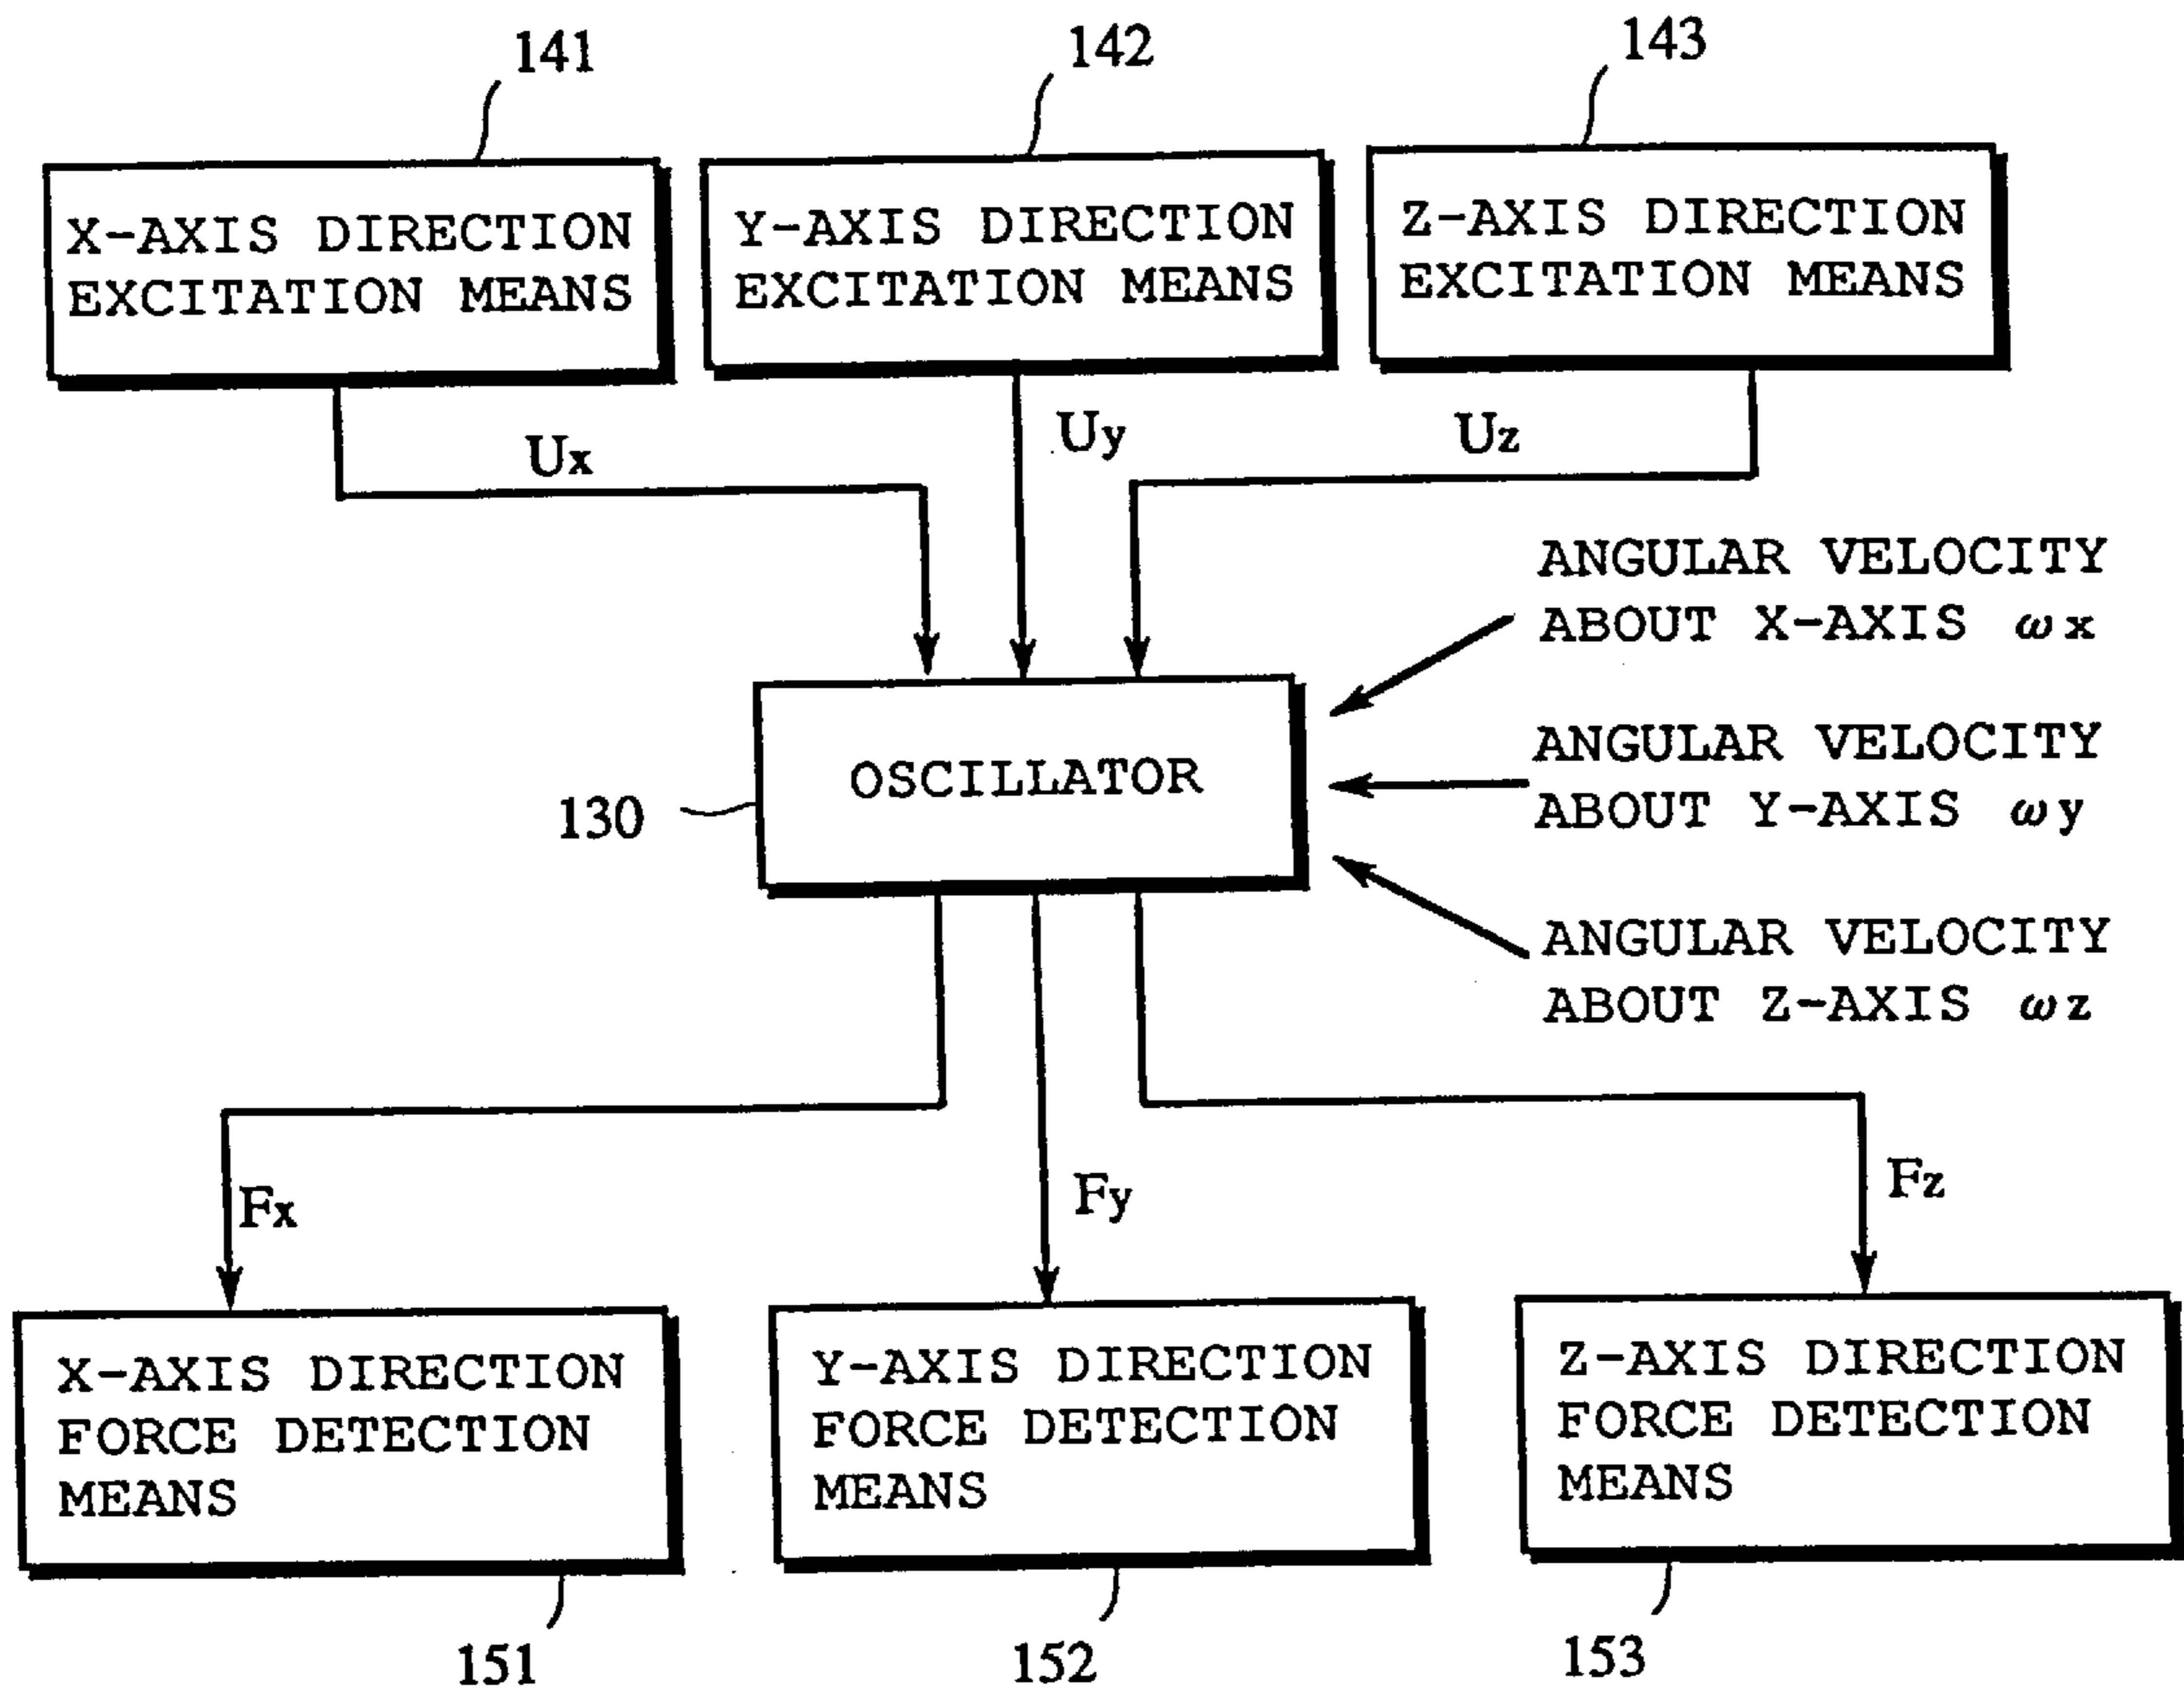 141
142
143
X-AXIS DIRECTION
EXCITATION MEANS
Y-AXIS DIRECTION
EXCITATION MEANS
Z-AXIS DIRECTION
EXCITATION MEANS
Ux
Uy
Uz
ANGULAR VELOCITY
ABOUT X-AXIS ωx
OSCILLATOR
130
ANGULAR VELOCITY
ABOUT Y-AXIS ωy
ANGULAR VELOCITY
ABOUT Z-AXIS ωz
Fx
Fy
Fz
X-AXIS DIRECTION
FORCE DETECTION
MEANS
Y-AXIS DIRECTION
FORCE DETECTION
MEANS
Z-AXIS DIRECTION
FORCE DETECTION
MEANS
151
152
153